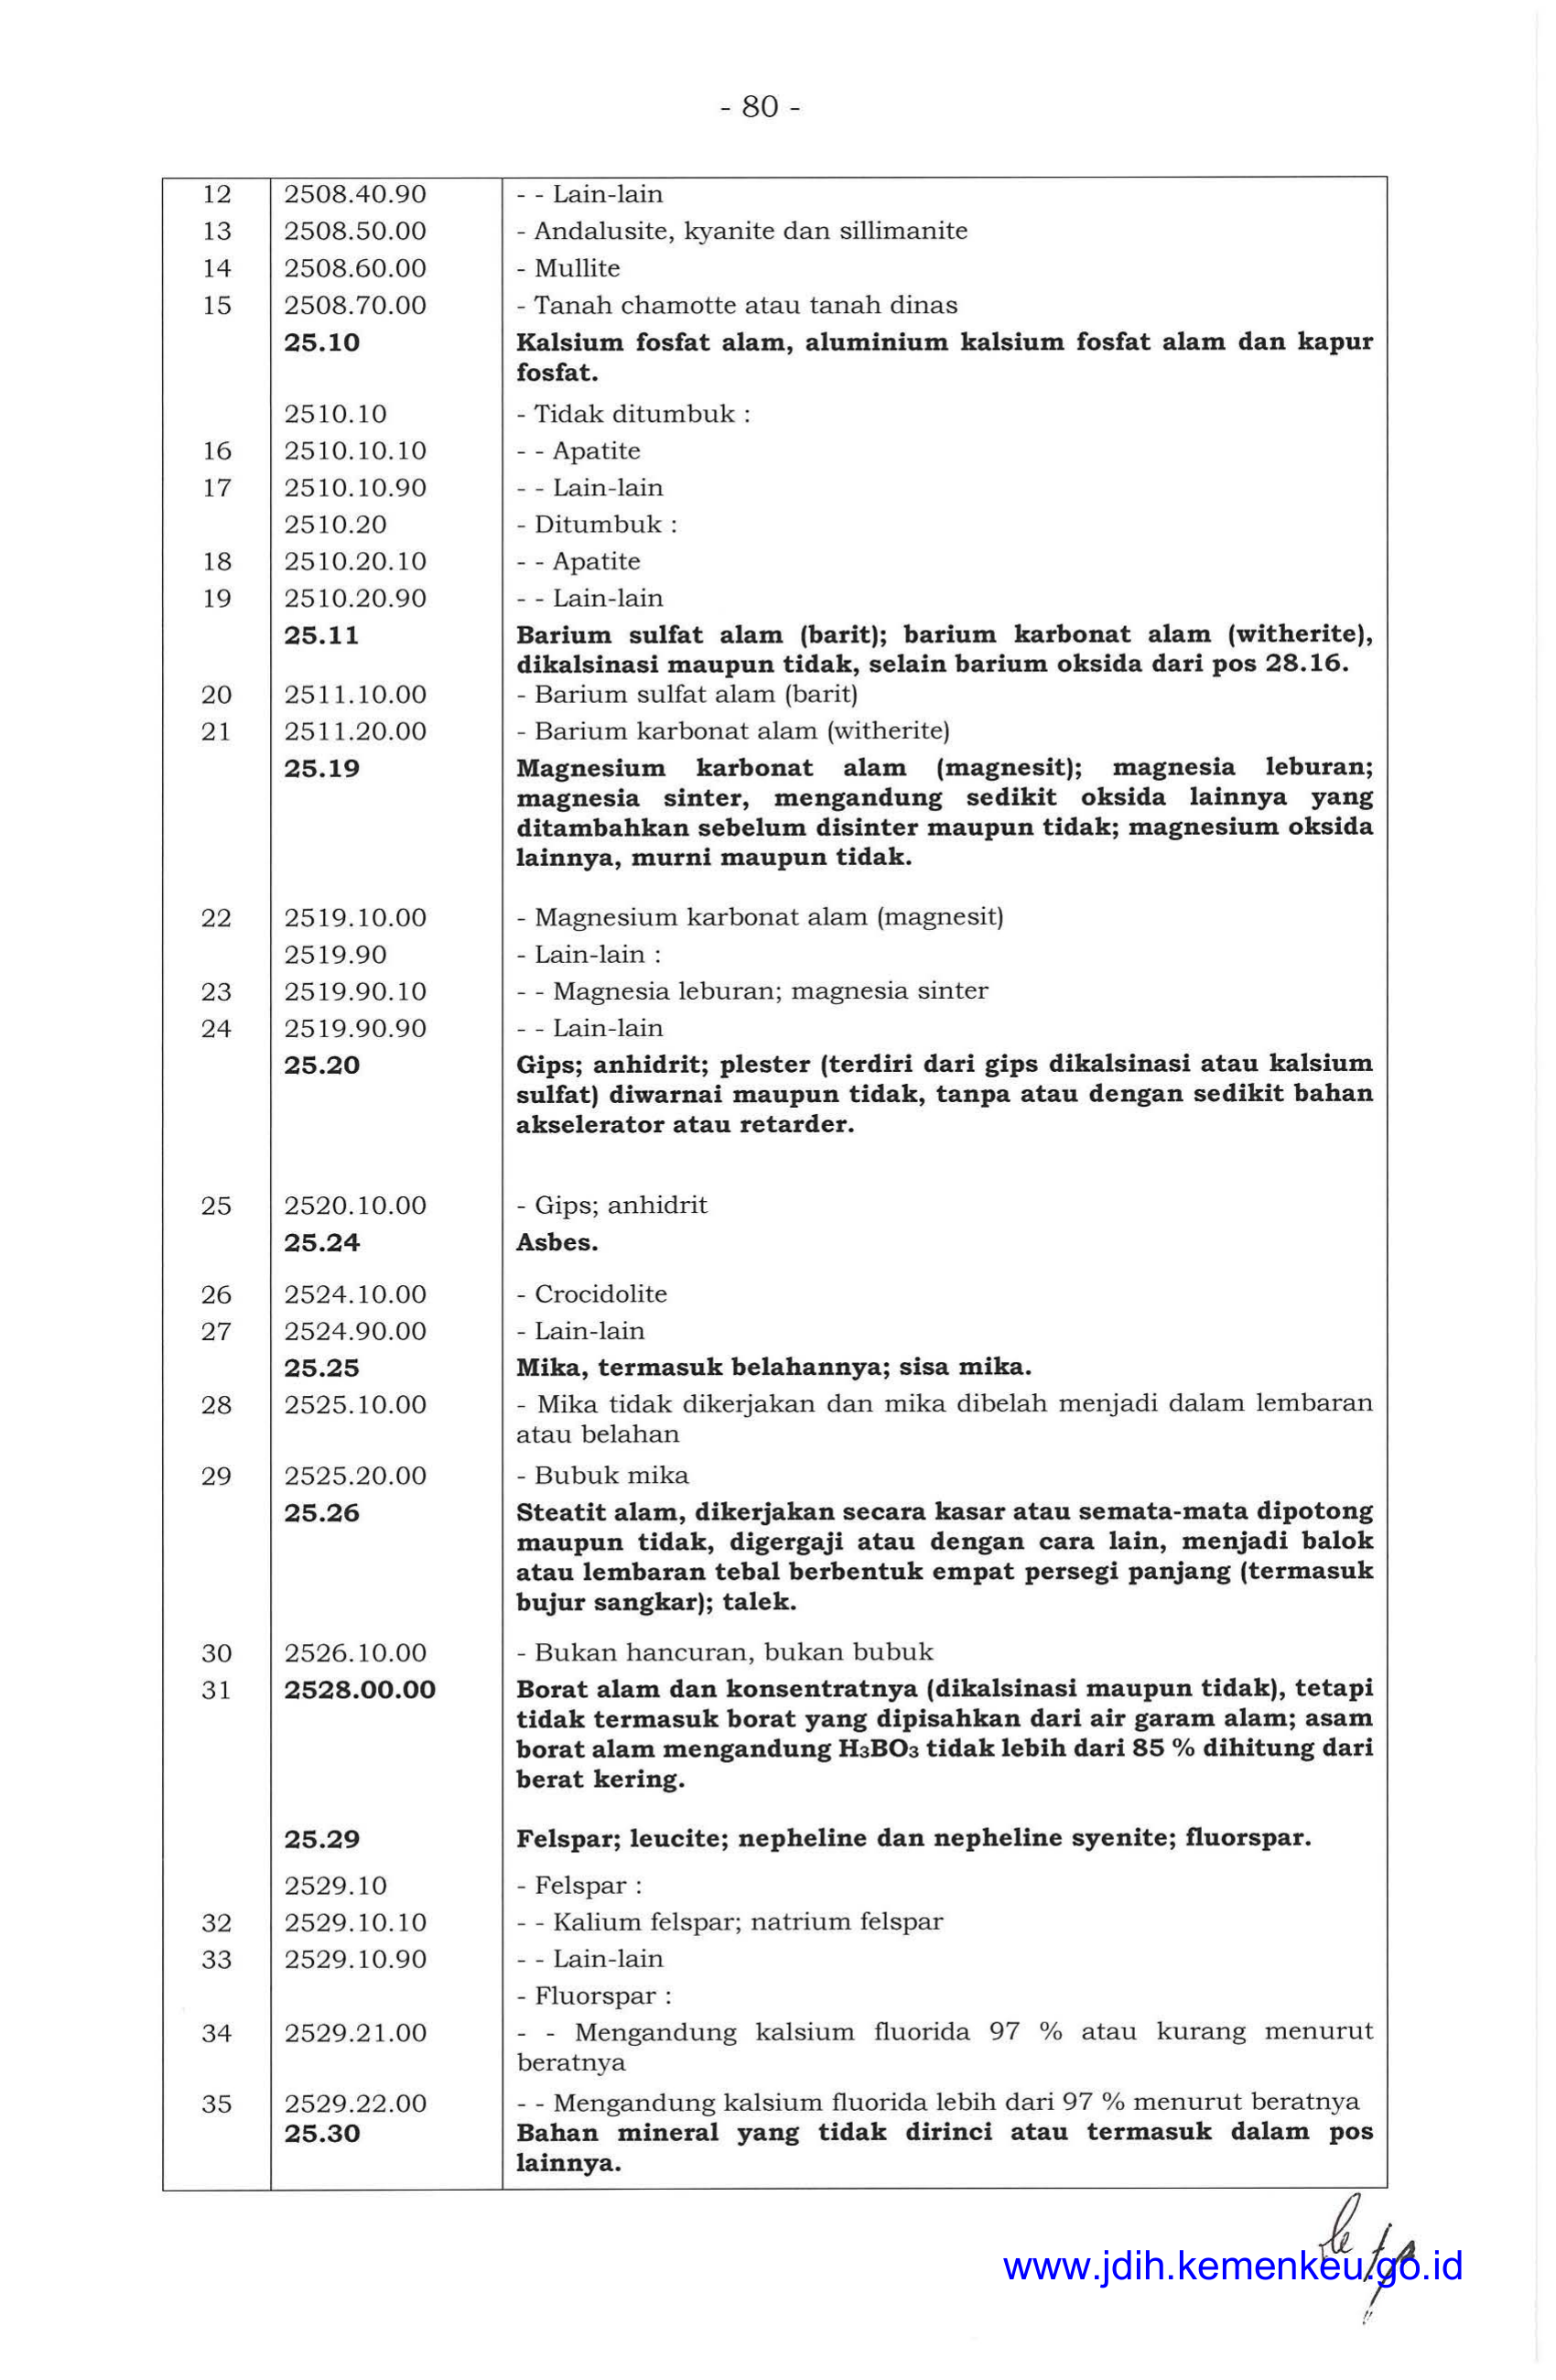 - 80 -
12 2508.40.90 - - Lain-lain
13 2508.50.00 - Andalusite, kyanite dan sillimanite
14 2508.60.00 - Mullite
15 2508.70.00 - Tanah chamotte atau tanah dinas
25.10 Kalsium fosfat alam, aluminium kalsium fosfat alam dan kapur
fosfat.
2510.10 - Tidak ditumbuk :
16 2510.10.10 - - Apatite
17 2510.10.90 - - Lain-lain
2510.20 - Ditumbuk :
18 2510.20.10 - - Apatite
19 2510.20.90 - - Lain-lain
25.11 Barium sulfat alam (barit); barium karbonat alam (witherite),
dikalsinasi maupun tidak, selain barium oksida dari pos 28.16.
20 2511.10.00 - Barium sulfat alam (barit)
21 2511.20.00 - Barium karbonat alam (witherite)
25.19 Magnesium karbonat alam (magnesit); magnesia leburan;
magnesia sinter, mengandung sedikit oksida lainnya yang
ditambahkan sebelum disinter maupun tidak; magnesium oksida
lainnya, murni maupun tidak.
22 2519.10.00 - Magnesium karbonat alam (magnesit)
2519.90 - Lain-lain :
23 2519.90.10 - - Magnesia leburan; magnesia sinter
24 2519.90.90 - - Lain-lain
25.20 Gips; anhidrit; plester (terdiri dari gips dikalsinasi atau kalsium
sulfat) diwarnai maupun tidak, tanpa atau dengan sedikit bahan
akselerator atau retarder.
25 2520.10.00 - Gips; anhidrit
25.24 Asbes.
26 2524.10.00 - Crocidolite
27 2524.90.00 - Lain-lain
25.25 Mika, termasuk belahannya; sisa mika.
28 2525.10.00 - Mika tidak dikerjakan dan mika dibelah menjadi dalam lembaran
atau belahan
29 2525.20.00 - Bubuk mika
25.26 Steatit alam, dikerjakan secara kasar atau semata-mata dipotong
maupun tidak, digergaji atau dengan cara lain, menjadi balok
atau lembaran tebal berbentuk empat persegi panjang (termasuk
bujur sangkar); talek.
30 2526.10.00 - Bukan hancuran, bukan bubuk
31 2528.00.00 Borat alam dan konsentratnya (dikalsinasi maupun tidak), tetapi
tidak termasuk borat yang dipisahkan dari air garam alam; asam
borat alam mengandung H₃BO₃ tidak lebih dari 85 % dihitung dari
berat kering.
25.29 Felspar; leucite; nepheline dan nepheline syenite; fluorspar.
2529.10 - Felspar :
32 2529.10.10 - - Kalium felspar; natrium felspar
33 2529.10.90 - - Lain-lain
- Fluorspar :
34 2529.21.00 - - Mengandung kalsium fluorida 97 % atau kurang menurut
beratnya
35 2529.22.00 - - Mengandung kalsium fluorida lebih dari 97 % menurut beratnya
25.30 Bahan mineral yang tidak dirinci atau termasuk dalam pos
lainnya.
www.jdih.kemenkeu.go.id